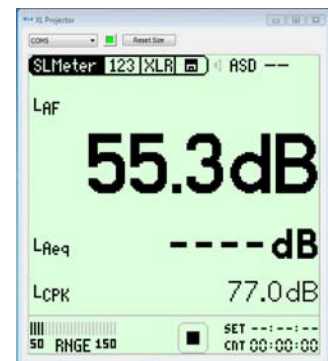 XL Projector
COM5 Reset Size
SLMeter 123 XLR ASD --
LAF
55.3dB
LAeq ----dB
LCPK 77.0dB
50 RNGE 150
SET --:--:--
CNT 00:00:00